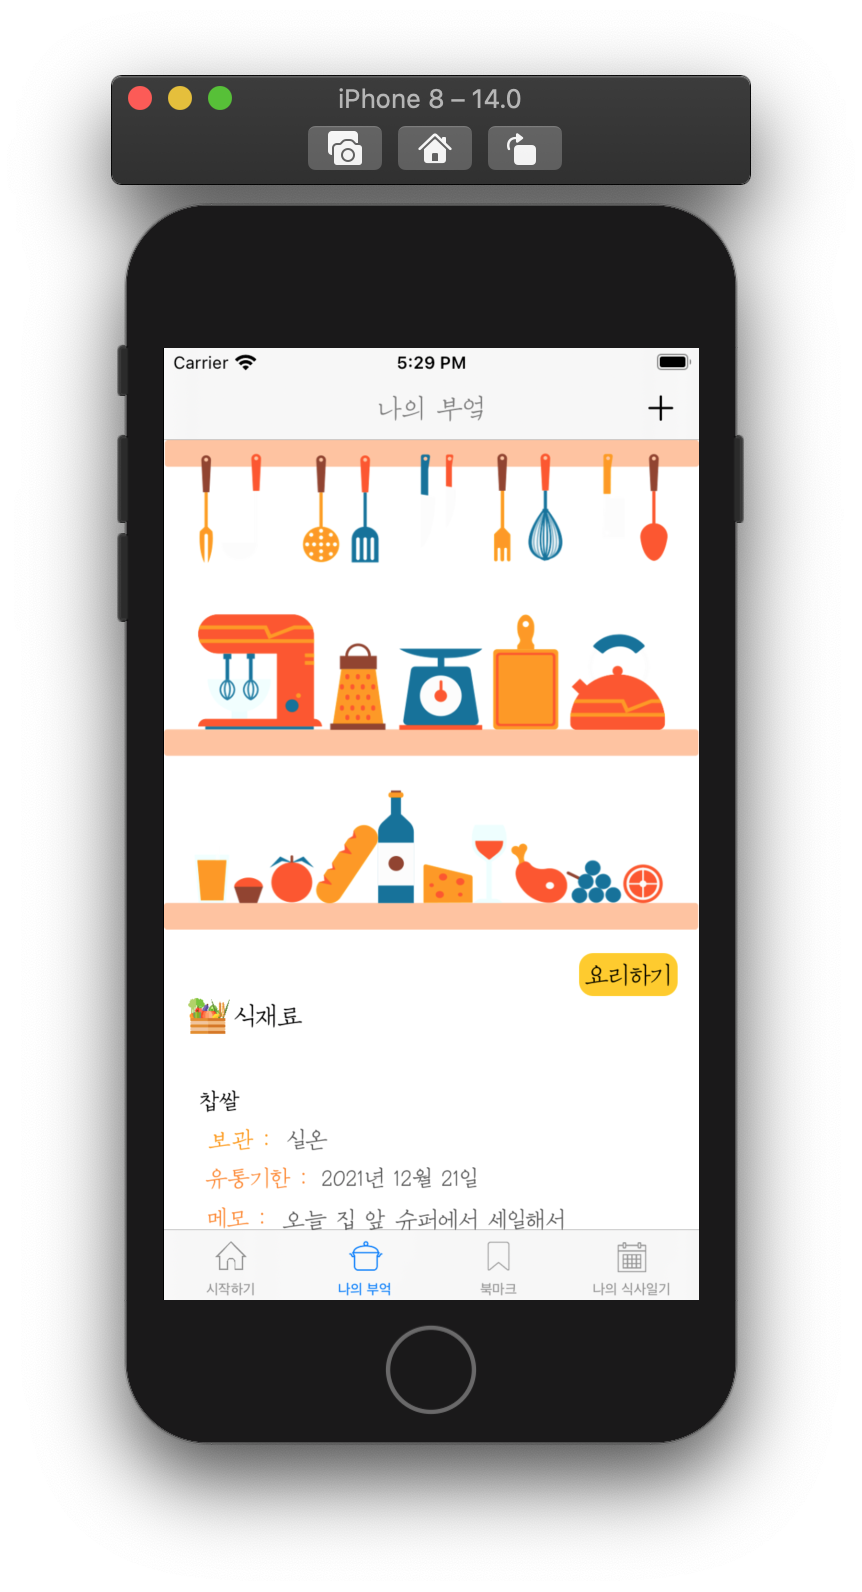 iPhone 8 – 14.0
Carrier 5:29 PM
나의 부엌
요리하기
식재료
찹쌀
보관 : 실온
유통기한 : 2021년 12월 21일
메모 : 오늘 집 앞 슈퍼에서 세일해서
시작하기 나의 부엌 북마크 나의 식사일기